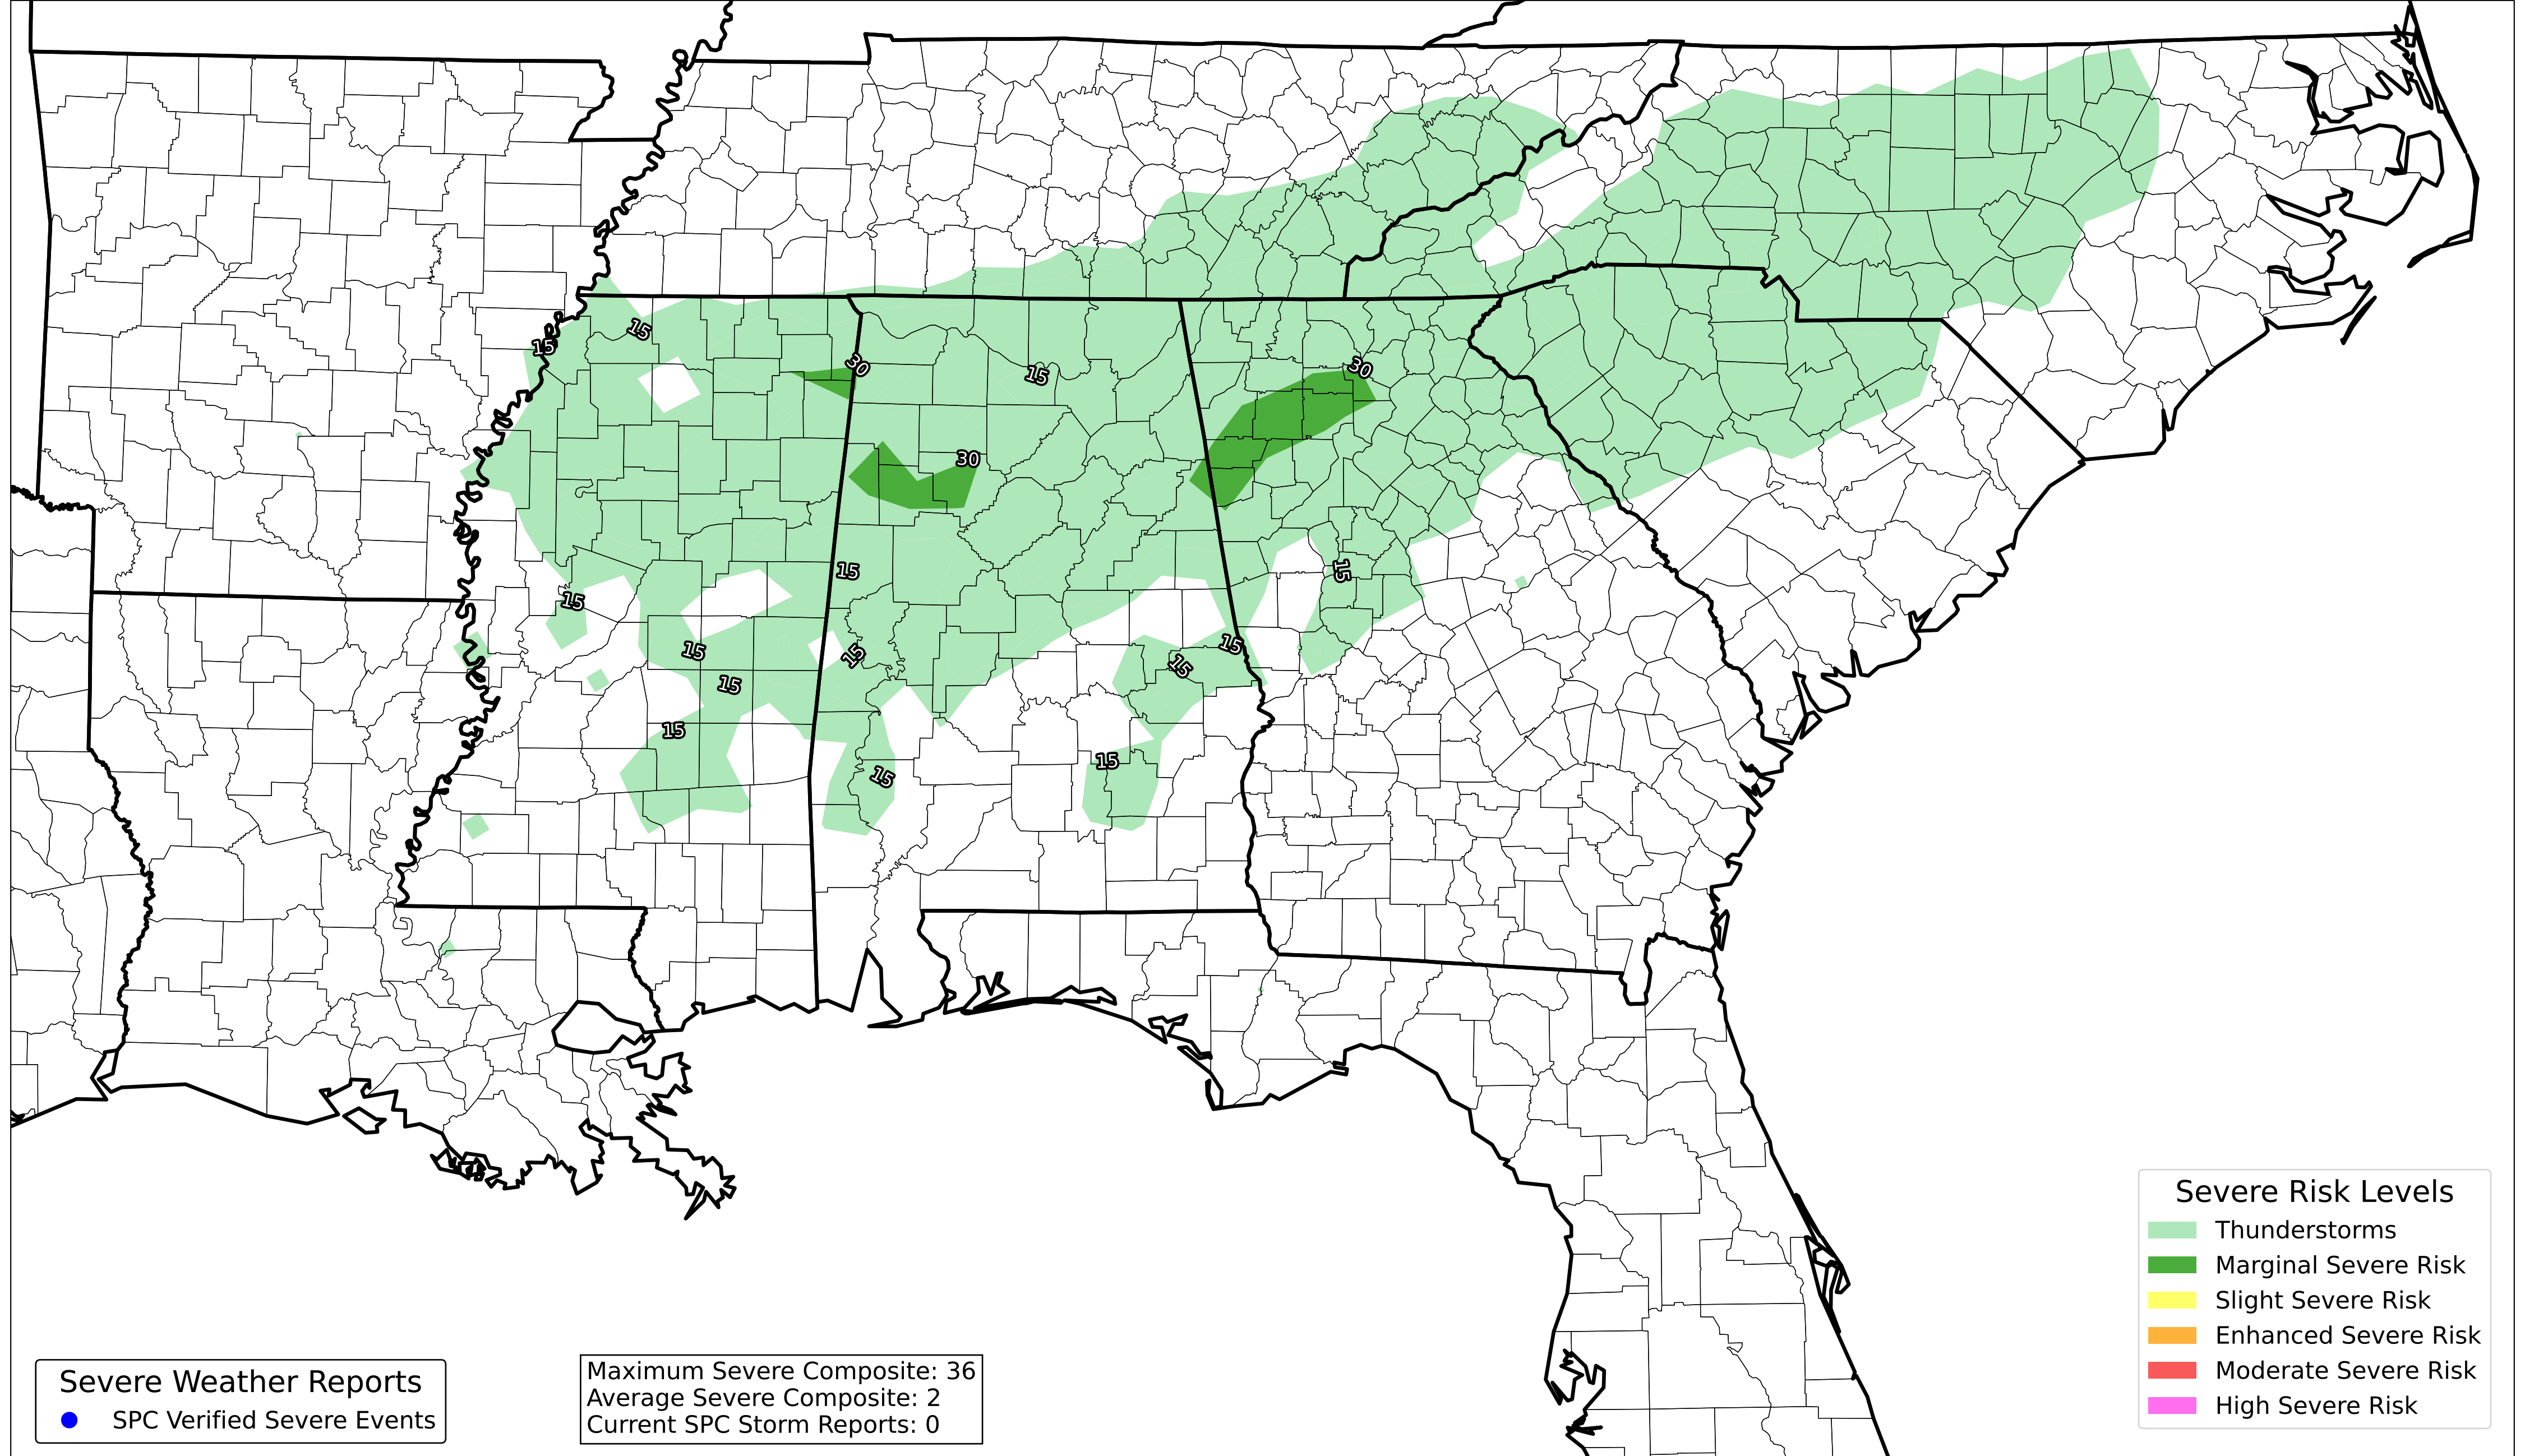 15
15
30
30
15
30
15
15
15
15
15
15
15
15
15
15
15
Severe Risk Levels
Thunderstorms
Marginal Severe Risk
Slight Severe Risk
Enhanced Severe Risk
Moderate Severe Risk
High Severe Risk
Severe Weather Reports
SPC Verified Severe Events
Maximum Severe Composite: 36
Average Severe Composite: 2
Current SPC Storm Reports: 0